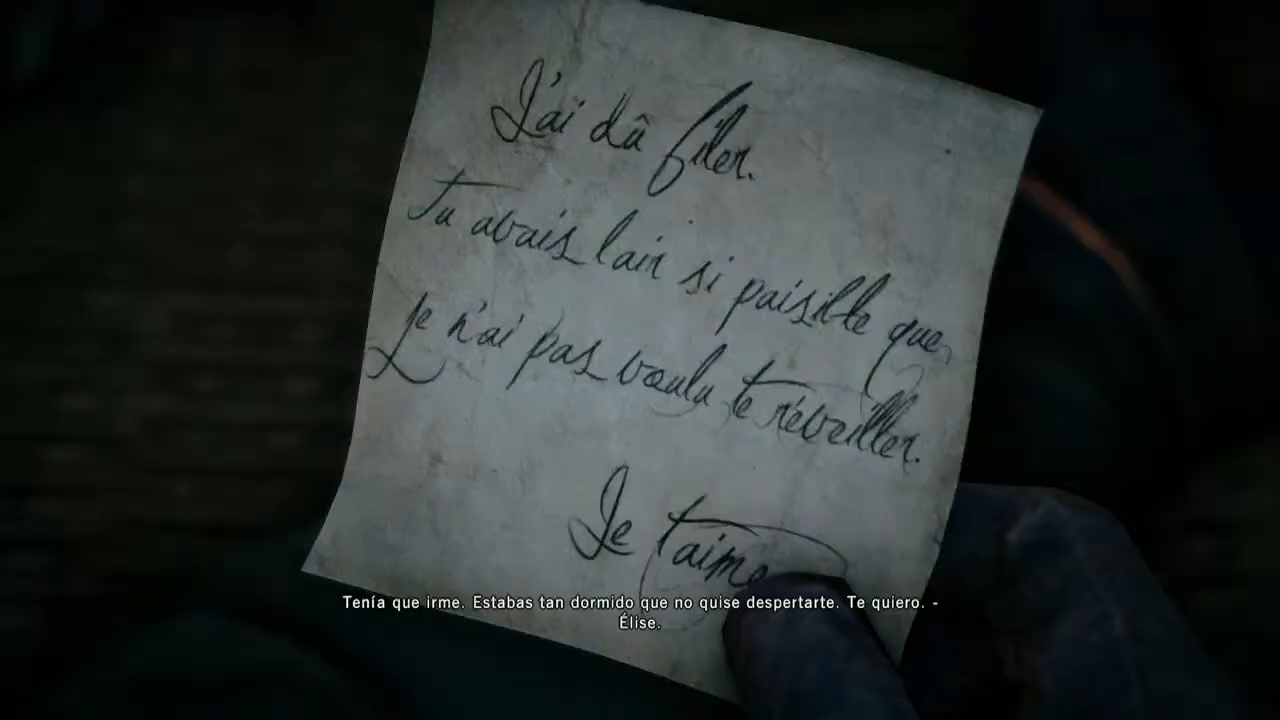 J'ai dû filer.
Tu avais l'air si paisible que
je n'ai pas voulu te réveiller.
Je t'aime
Tenía que irme. Estabas tan dormido que no quise despertarte. Te quiero. -
Élise.